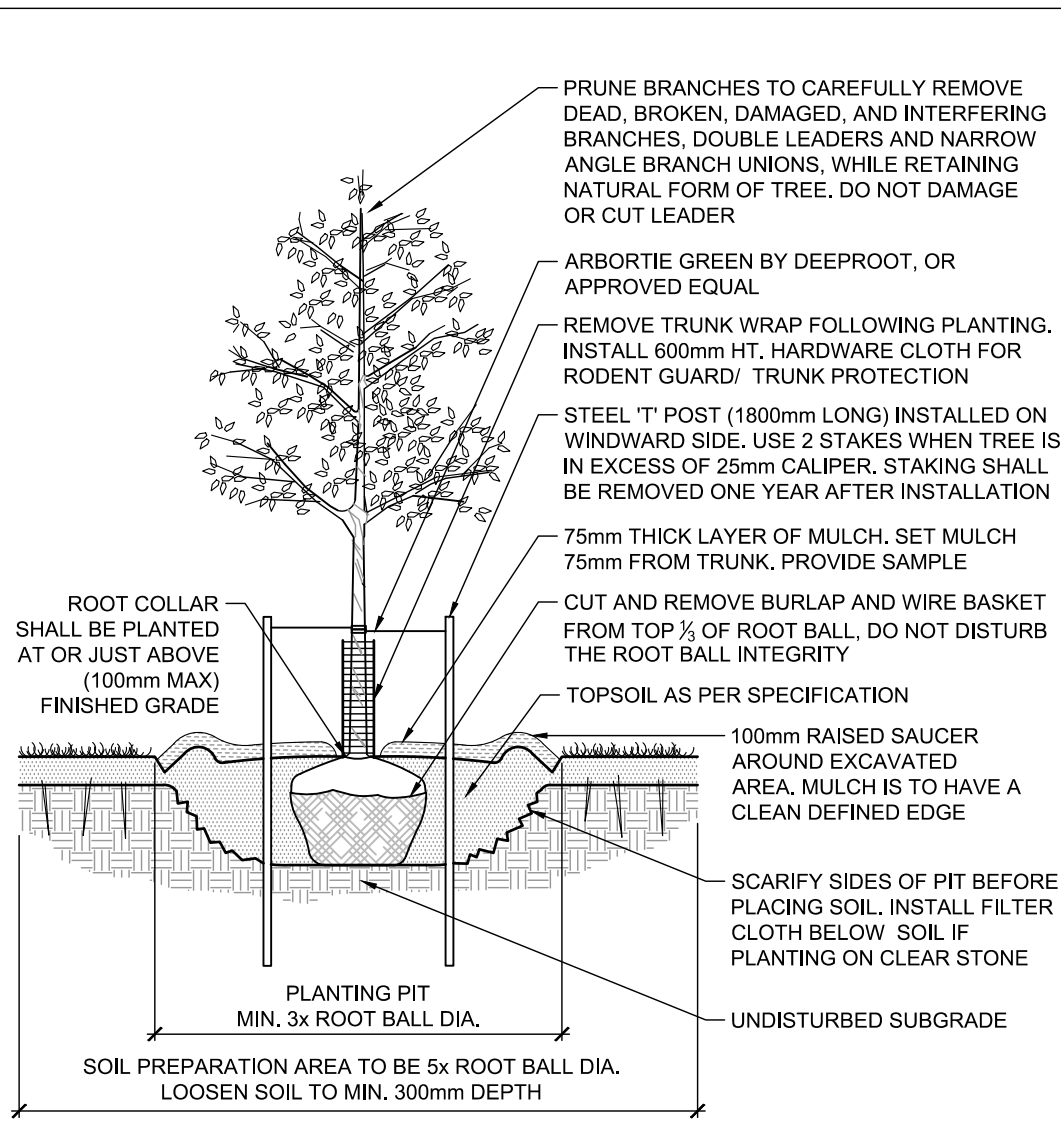 PRUNE BRANCHES TO CAREFULLY REMOVE
DEAD, BROKEN, DAMAGED, AND INTERFERING
BRANCHES, DOUBLE LEADERS AND NARROW
ANGLE BRANCH UNIONS, WHILE RETAINING
NATURAL FORM OF TREE. DO NOT DAMAGE
OR CUT LEADER
ARBORTIE GREEN BY DEEPROOT, OR
APPROVED EQUAL
REMOVE TRUNK WRAP FOLLOWING PLANTING.
INSTALL 600mm HT. HARDWARE CLOTH FOR
RODENT GUARD/ TRUNK PROTECTION
STEEL 'T' POST (1800mm LONG) INSTALLED ON
WINDWARD SIDE. USE 2 STAKES WHEN TREE IS
IN EXCESS OF 25mm CALIPER. STAKING SHALL
BE REMOVED ONE YEAR AFTER INSTALLATION
75mm THICK LAYER OF MULCH. SET MULCH
75mm FROM TRUNK. PROVIDE SAMPLE
CUT AND REMOVE BURLAP AND WIRE BASKET
FROM TOP ⅓ OF ROOT BALL, DO NOT DISTURB
THE ROOT BALL INTEGRITY
TOPSOIL AS PER SPECIFICATION
100mm RAISED SAUCER
AROUND EXCAVATED
AREA. MULCH IS TO HAVE A
CLEAN DEFINED EDGE
SCARIFY SIDES OF PIT BEFORE
PLACING SOIL. INSTALL FILTER
CLOTH BELOW SOIL IF
PLANTING ON CLEAR STONE
UNDISTURBED SUBGRADE
ROOT COLLAR
SHALL BE PLANTED
AT OR JUST ABOVE
(100mm MAX)
FINISHED GRADE
PLANTING PIT
MIN. 3x ROOT BALL DIA.
SOIL PREPARATION AREA TO BE 5x ROOT BALL DIA.
LOOSEN SOIL TO MIN. 300mm DEPTH